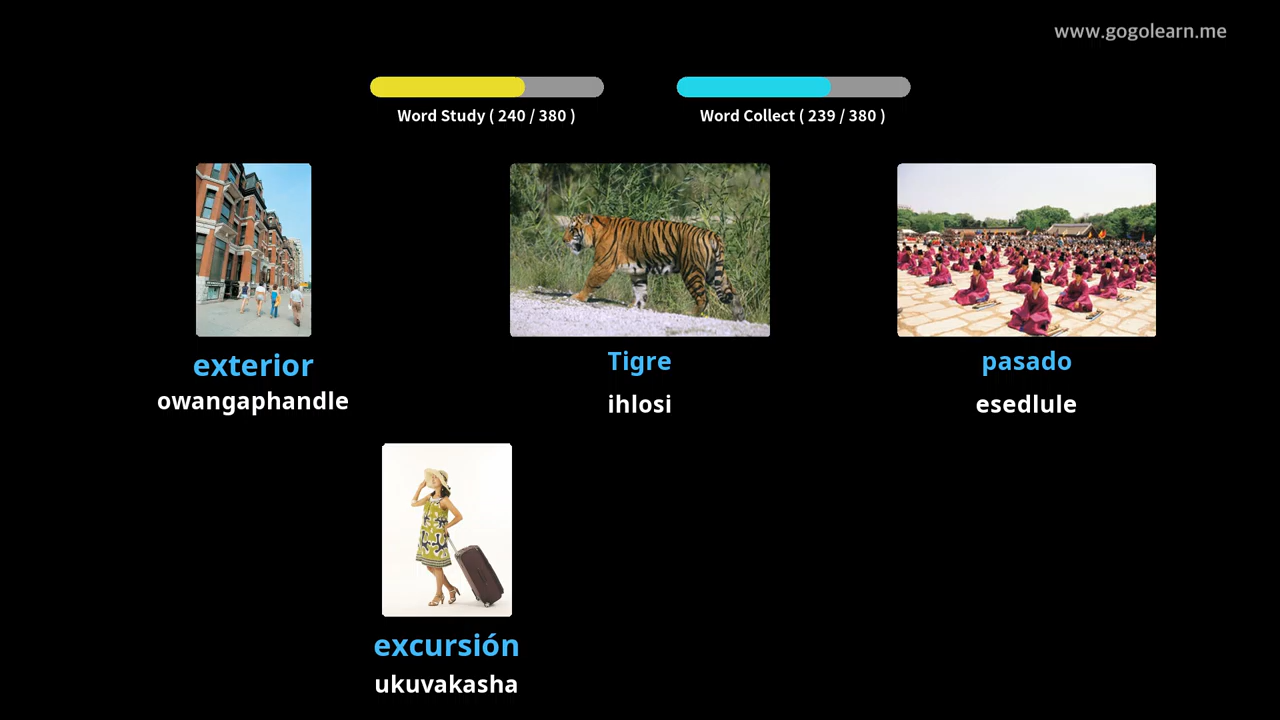 www.gogolearn.me
Word Study ( 240 / 380 )
Word Collect ( 239 / 380 )
exterior
owangaphandle
Tigre
ihlosi
pasado
esedlule
excursión
ukuvakasha